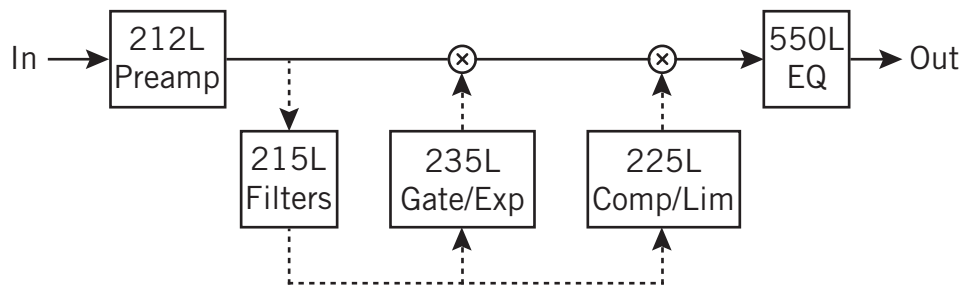 In
212L
Preamp
550L
EQ
Out
215L
Filters
235L
Gate/Exp
225L
Comp/Lim